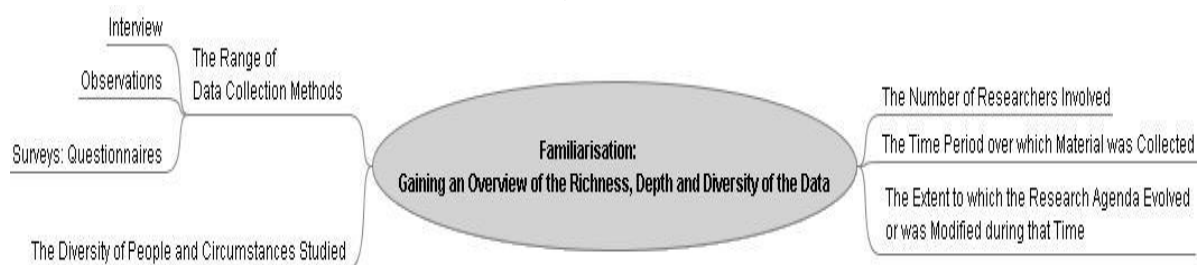 Interview
The Range of
Data Collection Methods
Observations
Surveys: Questionnaires
The Diversity of People and Circumstances Studied
Familiarisation:
Gaining an Overview of the Richness, Depth and Diversity of the Data
The Number of Researchers Involved
The Time Period over which Material was Collected
The Extent to which the Research Agenda Evolved
or was Modified during that Time